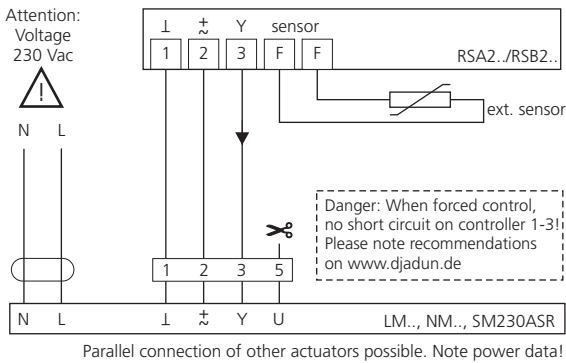 Attention:
Voltage
230 Vac
!
N L
⊥ ± ~ Y sensor
1 2 3 F F
RSA2../RSB2..
ext. sensor
Danger: When forced control,
no short circuit on controller 1-3!
Please note recommendations
on www.djadun.de
1 2 3 5
N L ⊥ ± ~ Y U LM.., NM.., SM230ASR
Parallel connection of other actuators possible. Note power data!